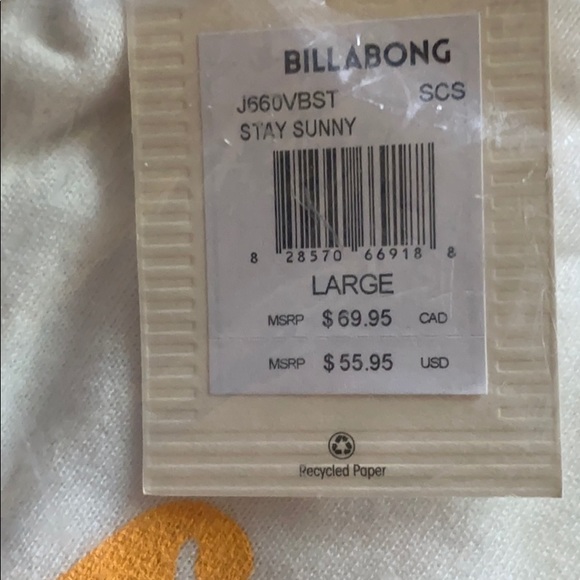 BILLABONG
J660VBST SCS
STAY SUNNY
8 28570 66918 8
LARGE
MSRP $ 69.95 CAD
MSRP $ 55.95 USD
Recycled Paper